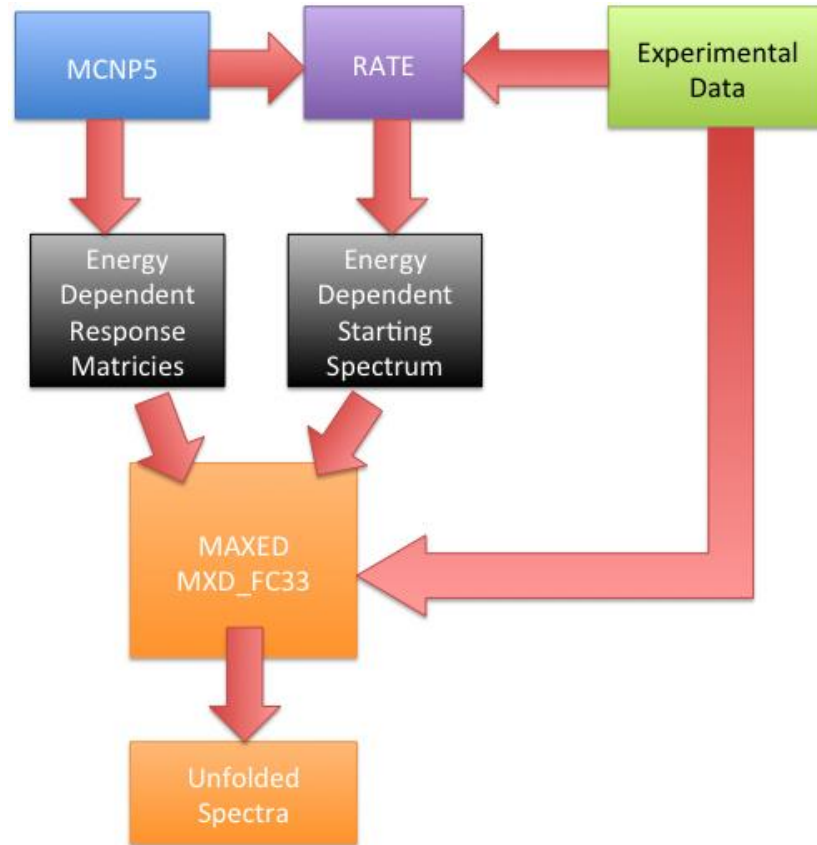 MCNP5
RATE
Experimental
Data
Energy
Dependent
Response
Matricies
Energy
Dependent
Starting
Spectrum
MAXED
MXD_FC33
Unfolded
Spectra